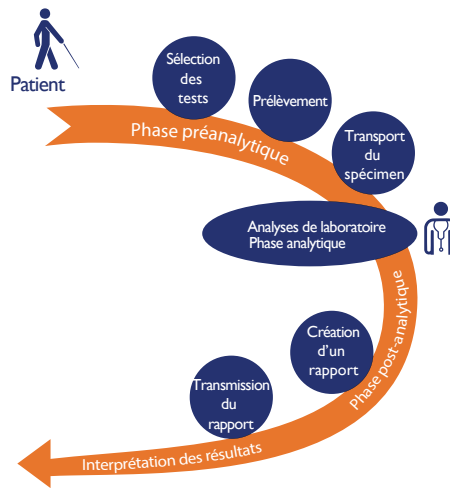 Patient
Sélection
des
tests
Prélèvement
Transport
du
spécimen
Phase préanalytique
Analyses de laboratoire
Phase analytique
Phase post-analytique
Création
d'un
rapport
Transmission
du
rapport
Interprétation des résultats